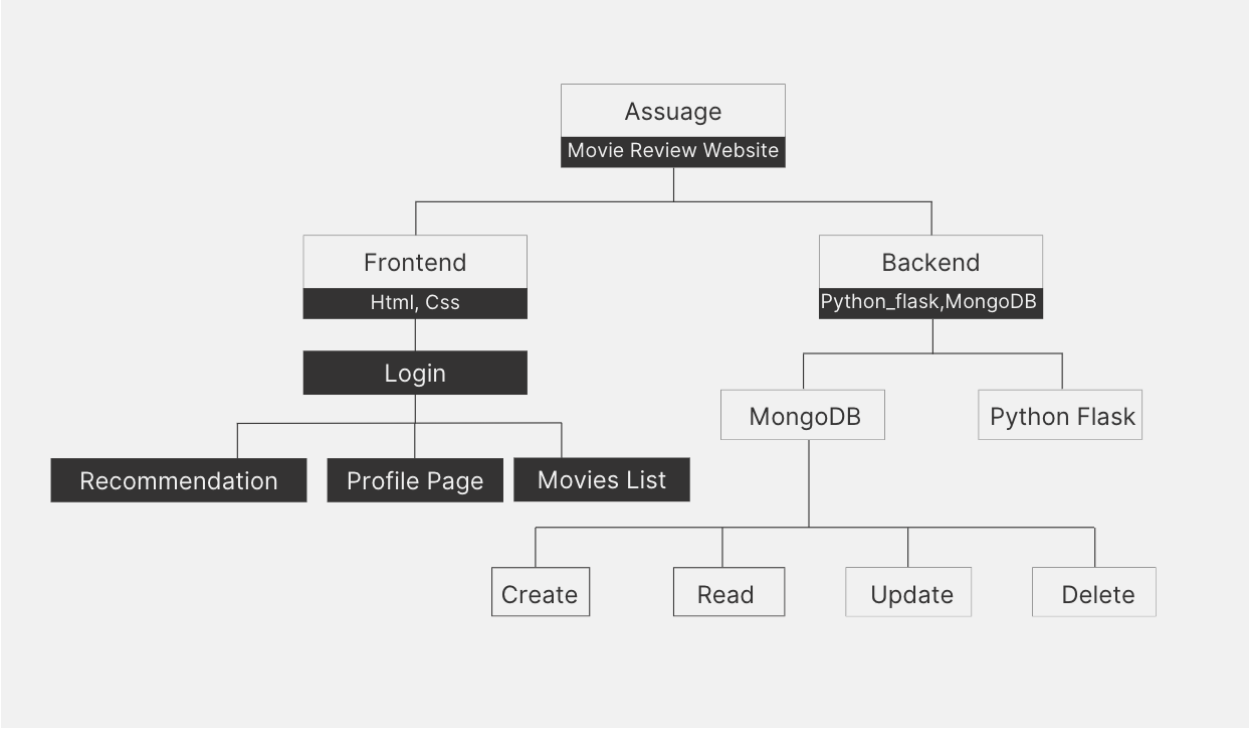 Assuage
Movie Review Website
Frontend
Html, Css
Backend
Python_flask,MongoDB
Login
MongoDB
Python Flask
Recommendation
Profile Page
Movies List
Create
Read
Update
Delete